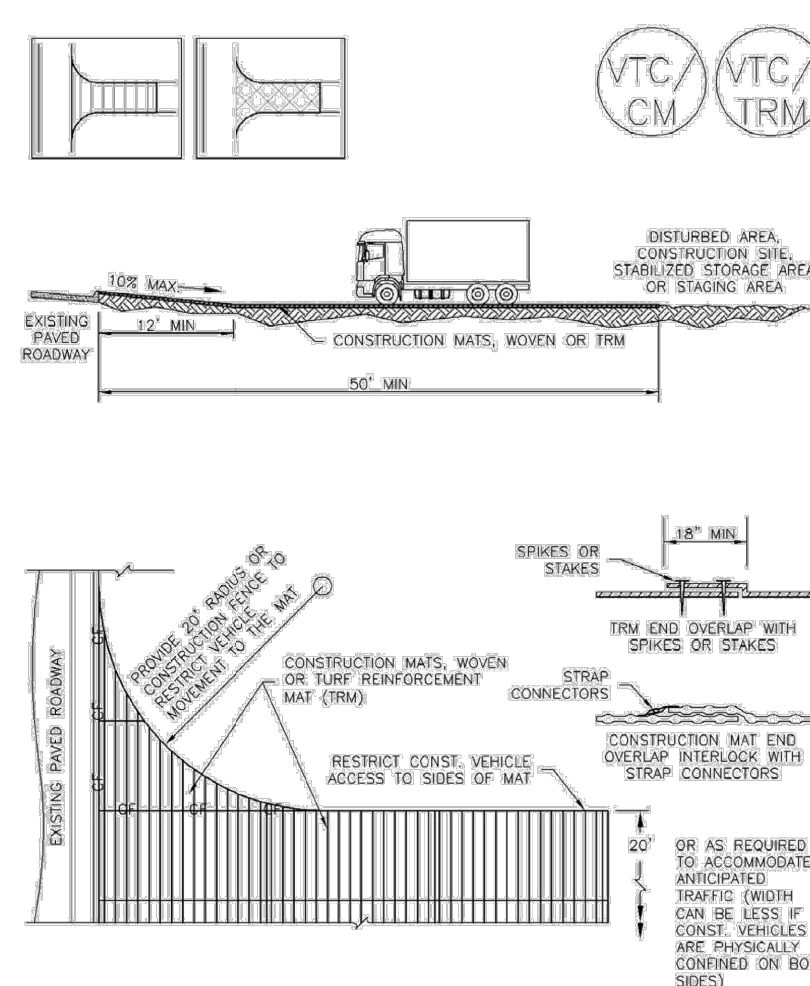 VTC/
CM
VTC/
TRM
DISTURBED AREA,
CONSTRUCTION SITE,
STABILIZED STORAGE AREA
OR STAGING AREA
10% MAX.
EXISTING
PAVED
ROADWAY
12' MIN
CONSTRUCTION MATS, WOVEN OR TRM
50' MIN
18" MIN
SPIKES OR
STAKES
TRM END OVERLAP WITH
SPIKES OR STAKES
PROVIDE 20' RADIUS OR
CONSTRUCTION FENCE TO
RESTRICT VEHICLE
MOVEMENT TO THE MAT
CONSTRUCTION MATS, WOVEN
OR TURF REINFORCEMENT
MAT (TRM)
STRAP
CONNECTORS
CONSTRUCTION MAT END
OVERLAP INTERLOCK WITH
STRAP CONNECTORS
EXISTING PAVED ROADWAY
CF
CF
CF
CF
CF
CF
RESTRICT CONST. VEHICLE
ACCESS TO SIDES OF MAT
20'
OR AS REQUIRED
TO ACCOMMODATE
ANTICIPATED
TRAFFIC (WIDTH
CAN BE LESS IF
CONST. VEHICLES
ARE PHYSICALLY
CONFINED ON BO
SIDES)